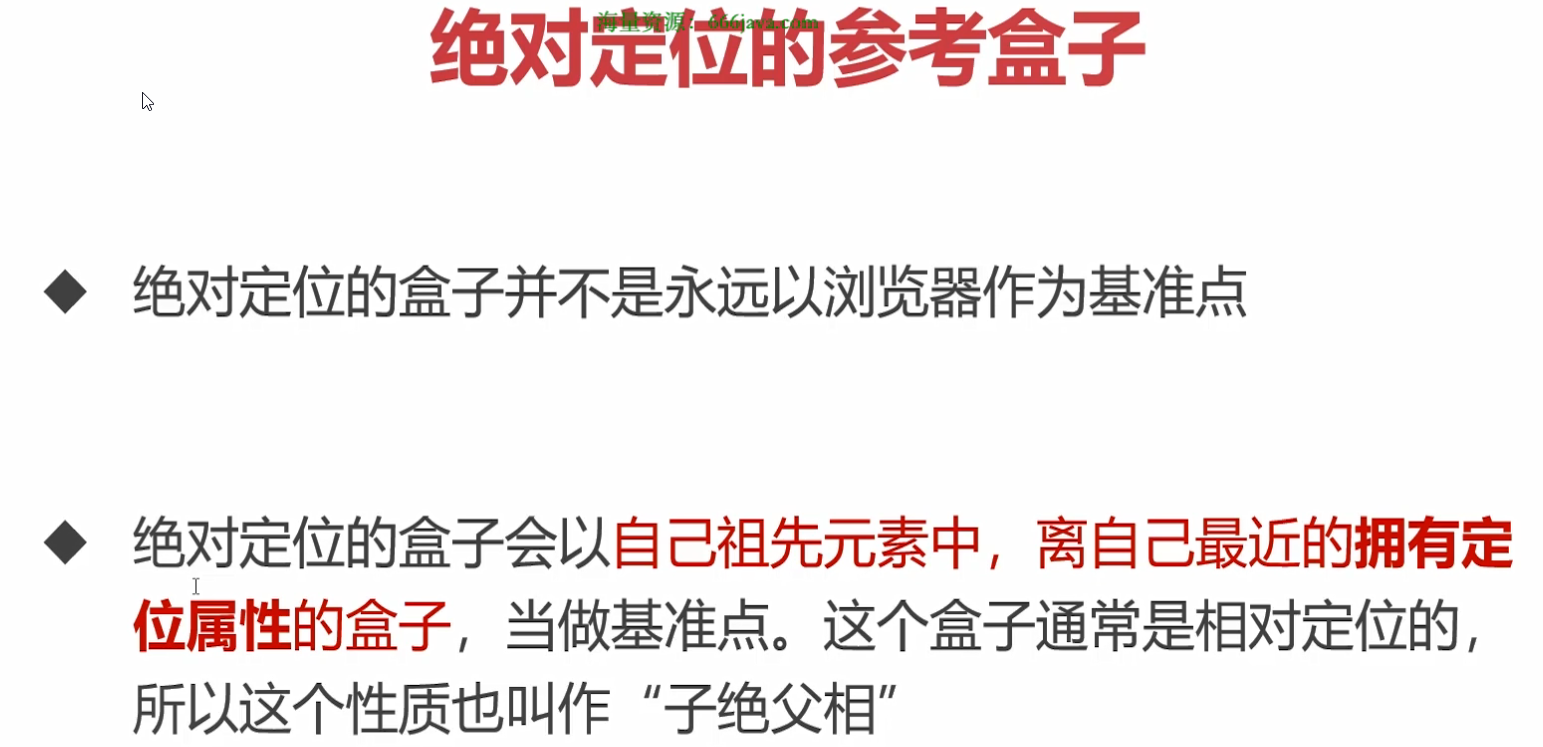 海量资源：666java.com
绝对定位的参考盒子
绝对定位的盒子并不是永远以浏览器作为基准点
绝对定位的盒子会以自己祖先元素中，离自己最近的拥有定
位属性的盒子，当做基准点。这个盒子通常是相对定位的，
所以这个性质也叫作“子绝父相”